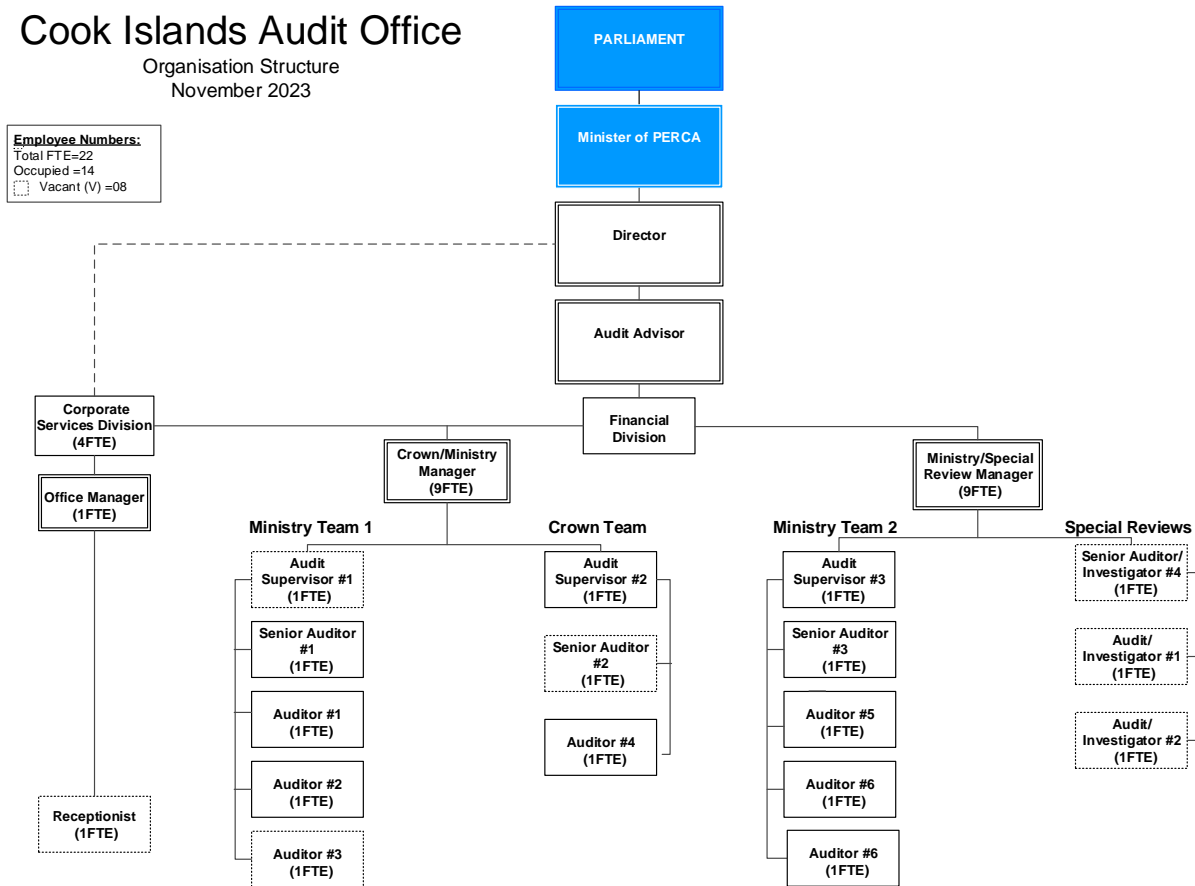 Cook Islands Audit Office
Organisation Structure
November 2023
Employee Numbers:
Total FTE=22
Occupied =14
Vacant (V) =08
PARLIAMENT
Minister of PERCA
Director
Audit Advisor
Corporate
Services Division
(4FTE)
Financial
Division
Office Manager
(1FTE)
Receptionist
(1FTE)
Crown/Ministry
Manager
(9FTE)
Ministry Team 1
Audit
Supervisor #1
(1FTE)
Senior Auditor
#1
(1FTE)
Auditor #1
(1FTE)
Auditor #2
(1FTE)
Auditor #3
(1FTE)
Crown Team
Audit
Supervisor #2
(1FTE)
Senior Auditor
#2
(1FTE)
Auditor #4
(1FTE)
Ministry/Special
Review Manager
(9FTE)
Ministry Team 2
Audit
Supervisor #3
(1FTE)
Senior Auditor
#3
(1FTE)
Auditor #5
(1FTE)
Auditor #6
(1FTE)
Auditor #6
(1FTE)
Special Reviews
Senior Auditor/
Investigator #4
(1FTE)
Audit/
Investigator #1
(1FTE)
Audit/
Investigator #2
(1FTE)